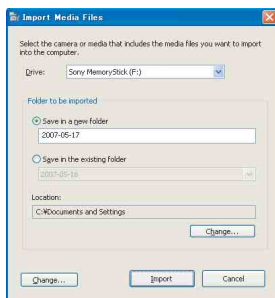 Import Media Files
Select the camera or media that includes the media files you want to import
into the computer.
Drive:
Sony MemoryStick (F:)
Folder to be imported
Save in a new folder
2007-05-17
Save in the existing folder
2007-05-16
Location:
C:¥Documents and Settings
Change...
Change...
Import
Cancel